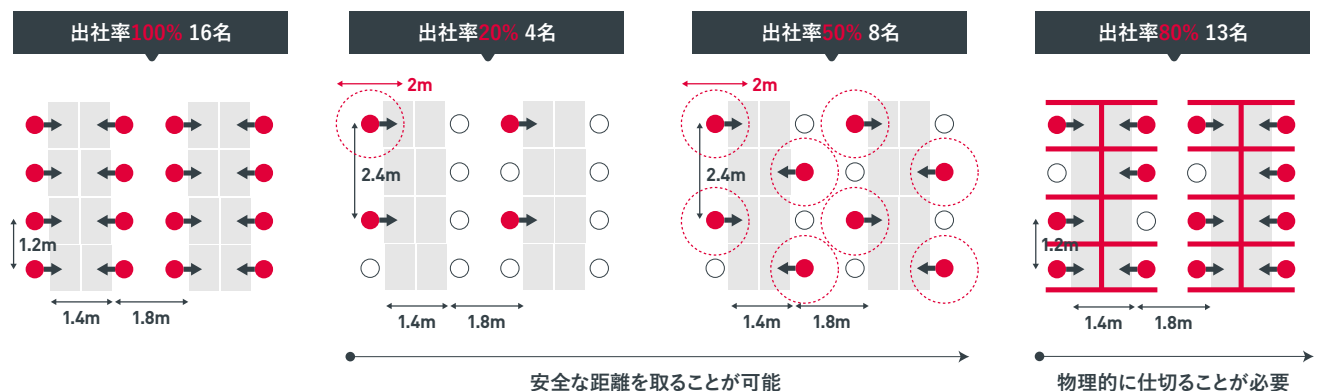 出社率100% 16名
出社率20% 4名
出社率50% 8名
出社率80% 13名
2m
2m
2.4m
2.4m
1.2m
1.2m
1.4m
1.8m
1.4m
1.8m
1.4m
1.8m
1.4m
1.8m
安全な距離を取ることが可能
物理的に仕切ることが必要